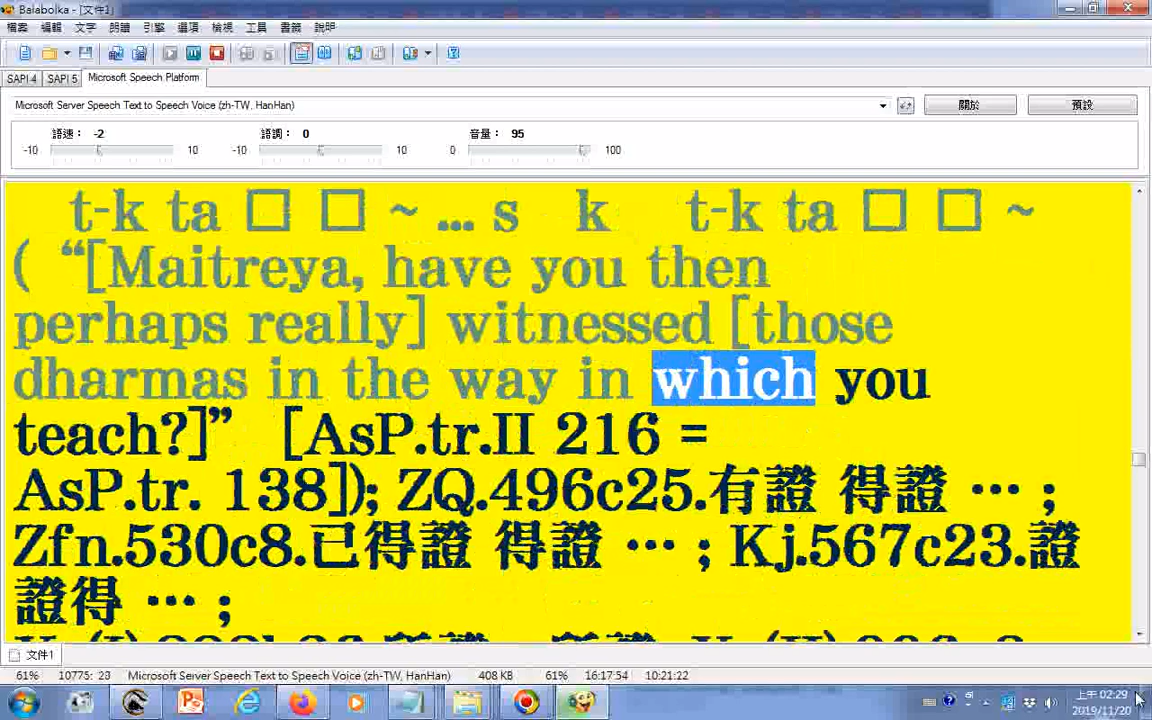 Balabolka - [文件1]
檔案 編輯 文字 朗讀 引擎 選項 檢視 工具 書籤 說明
SAPI 4 SAPI 5 Microsoft Speech Platform
Microsoft Server Speech Text to Speech Voice (zh-TW, HanHan) 關於 預設
語速： -2 語調： 0 音量： 95
-10 10 -10 10 0 100
t-k ta □ □ ~ ... s k t-k ta □ □ ~
( “[Maitreya, have you then
perhaps really] witnessed [those
dharmas in the way in which you
teach?]” [AsP.tr.II 216 =
AsP.tr. 138]); ZQ.496c25.有證 得證 … ;
Zfn.530c8.已得證 得證 … ; Kj.567c23.證
證得 … ;
文件1
61% 10775: 23 Microsoft Server Speech Text to Speech Voice (zh-TW, HanHan) 408 KB 61% 16:17:54 10:21:22
上午 02:29
2019/11/20